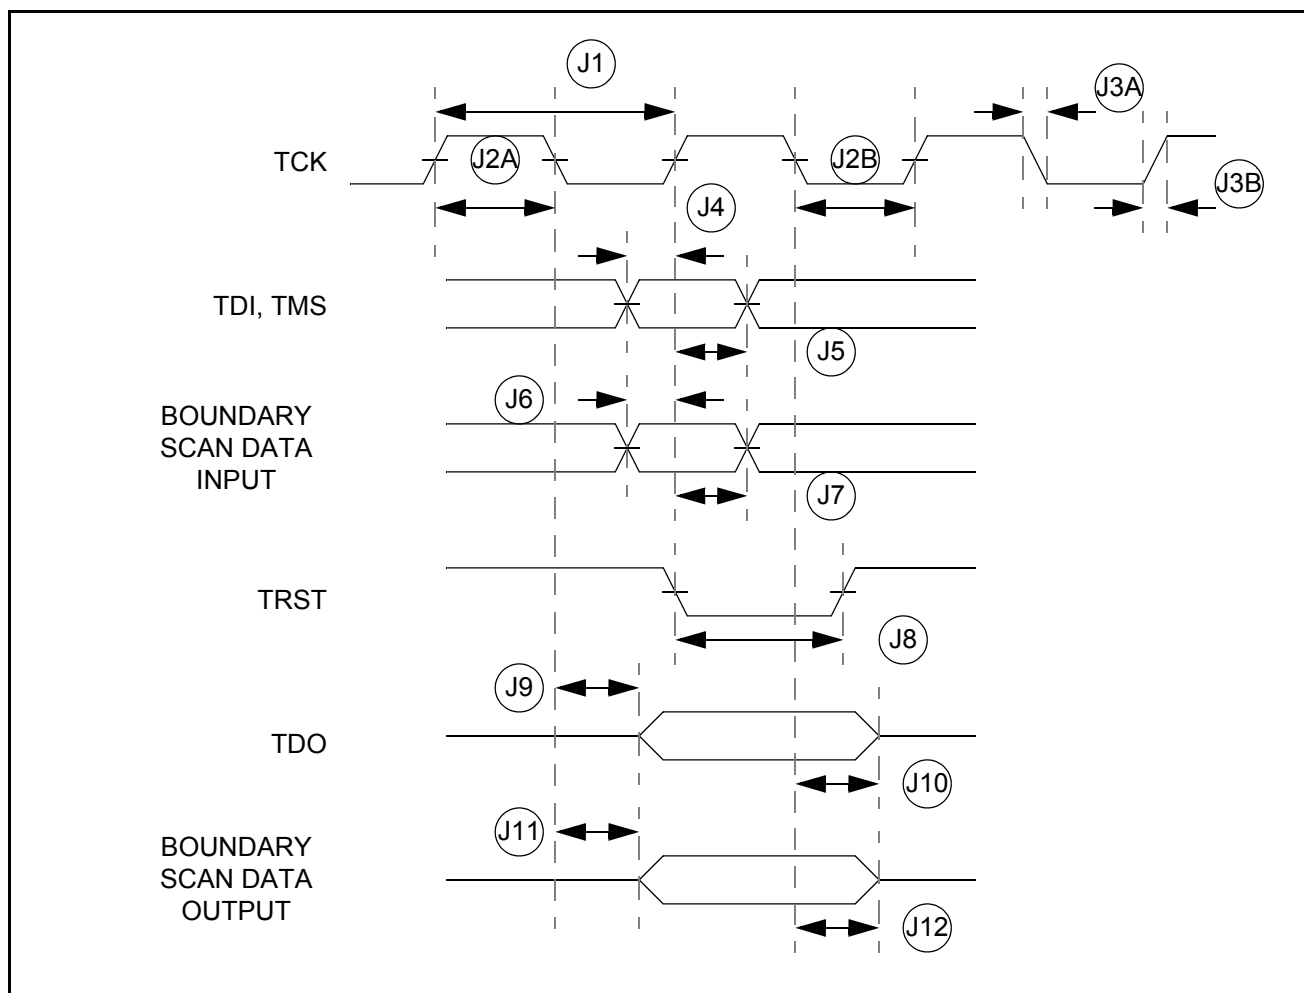 J1
J3A
TCK
J2A
J2B
J3B
J4
TDI, TMS
J5
J6
BOUNDARY
SCAN DATA
INPUT
J7
TRST
J8
J9
TDO
J10
J11
BOUNDARY
SCAN DATA
OUTPUT
J12